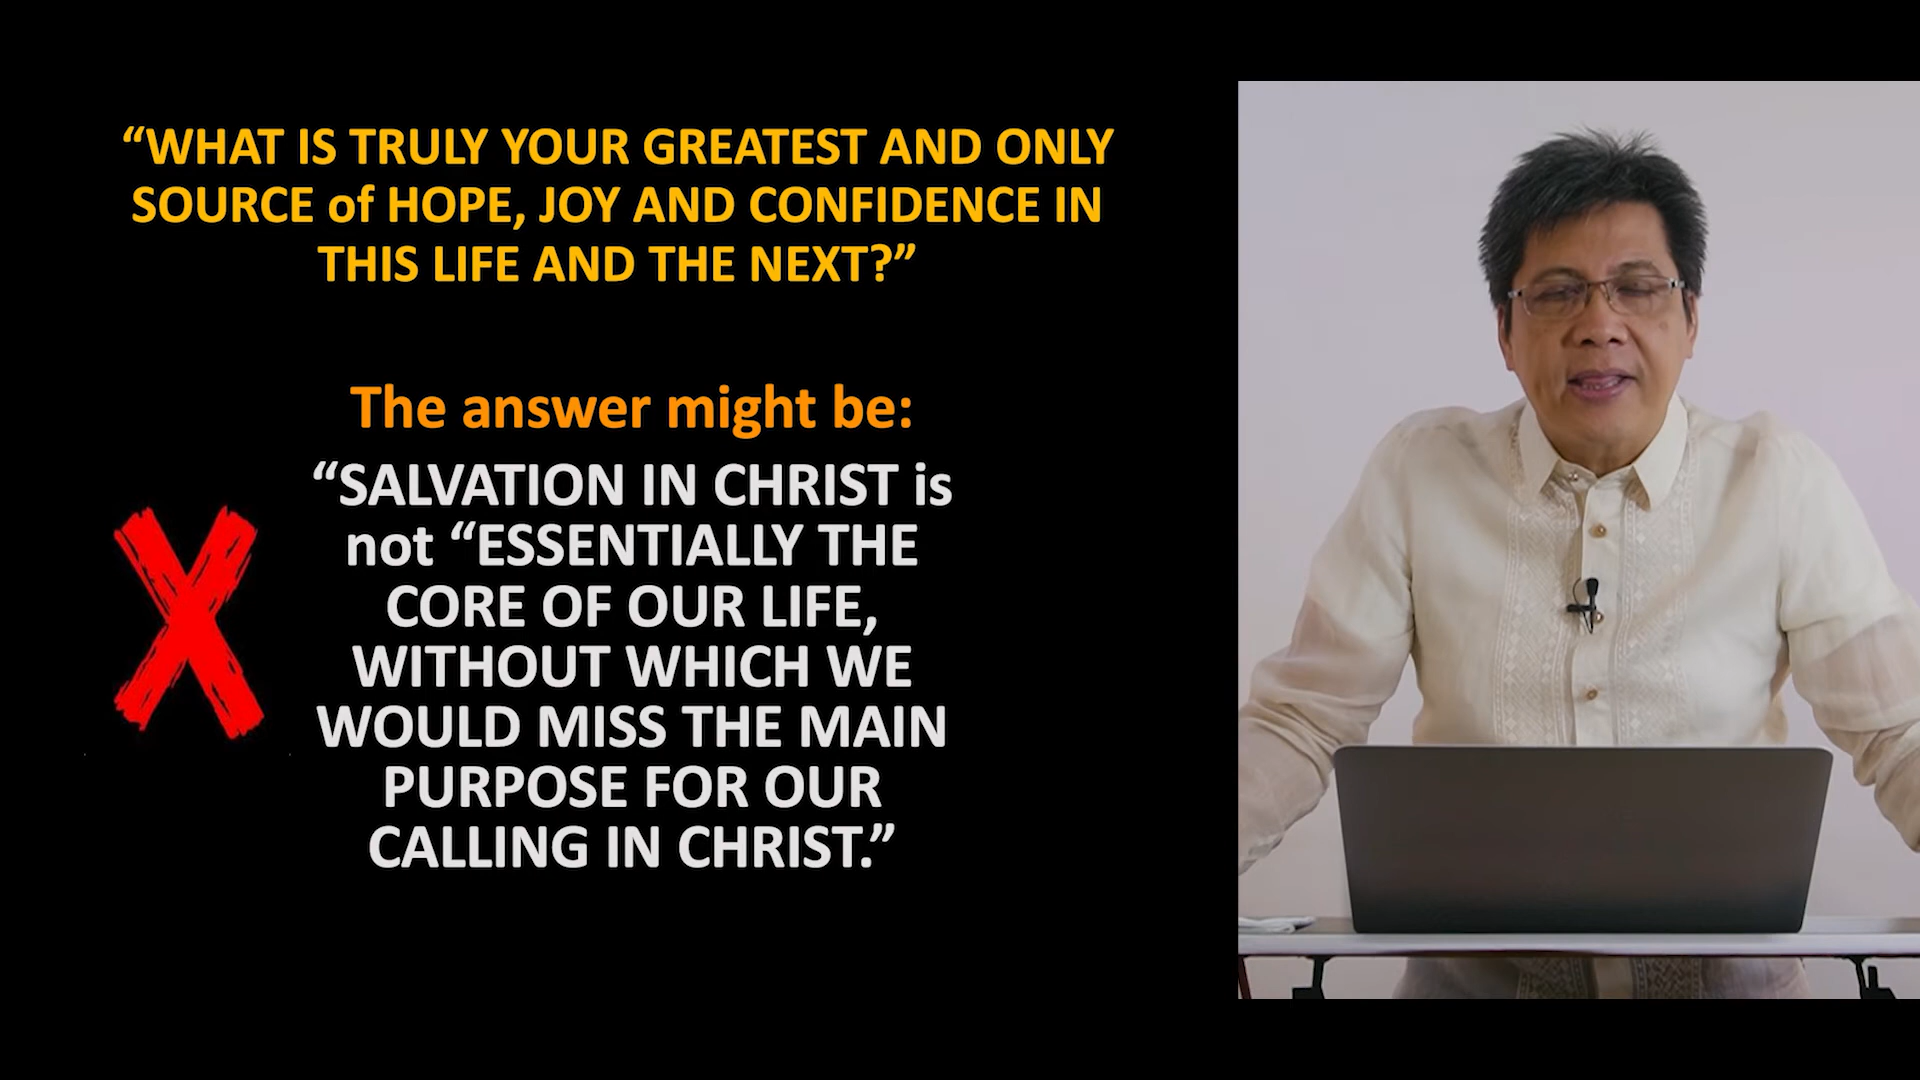 “WHAT IS TRULY YOUR GREATEST AND ONLY
SOURCE of HOPE, JOY AND CONFIDENCE IN
THIS LIFE AND THE NEXT?”
The answer might be:
“SALVATION IN CHRIST is
not “ESSENTIALLY THE
CORE OF OUR LIFE,
WITHOUT WHICH WE
WOULD MISS THE MAIN
PURPOSE FOR OUR
CALLING IN CHRIST.”